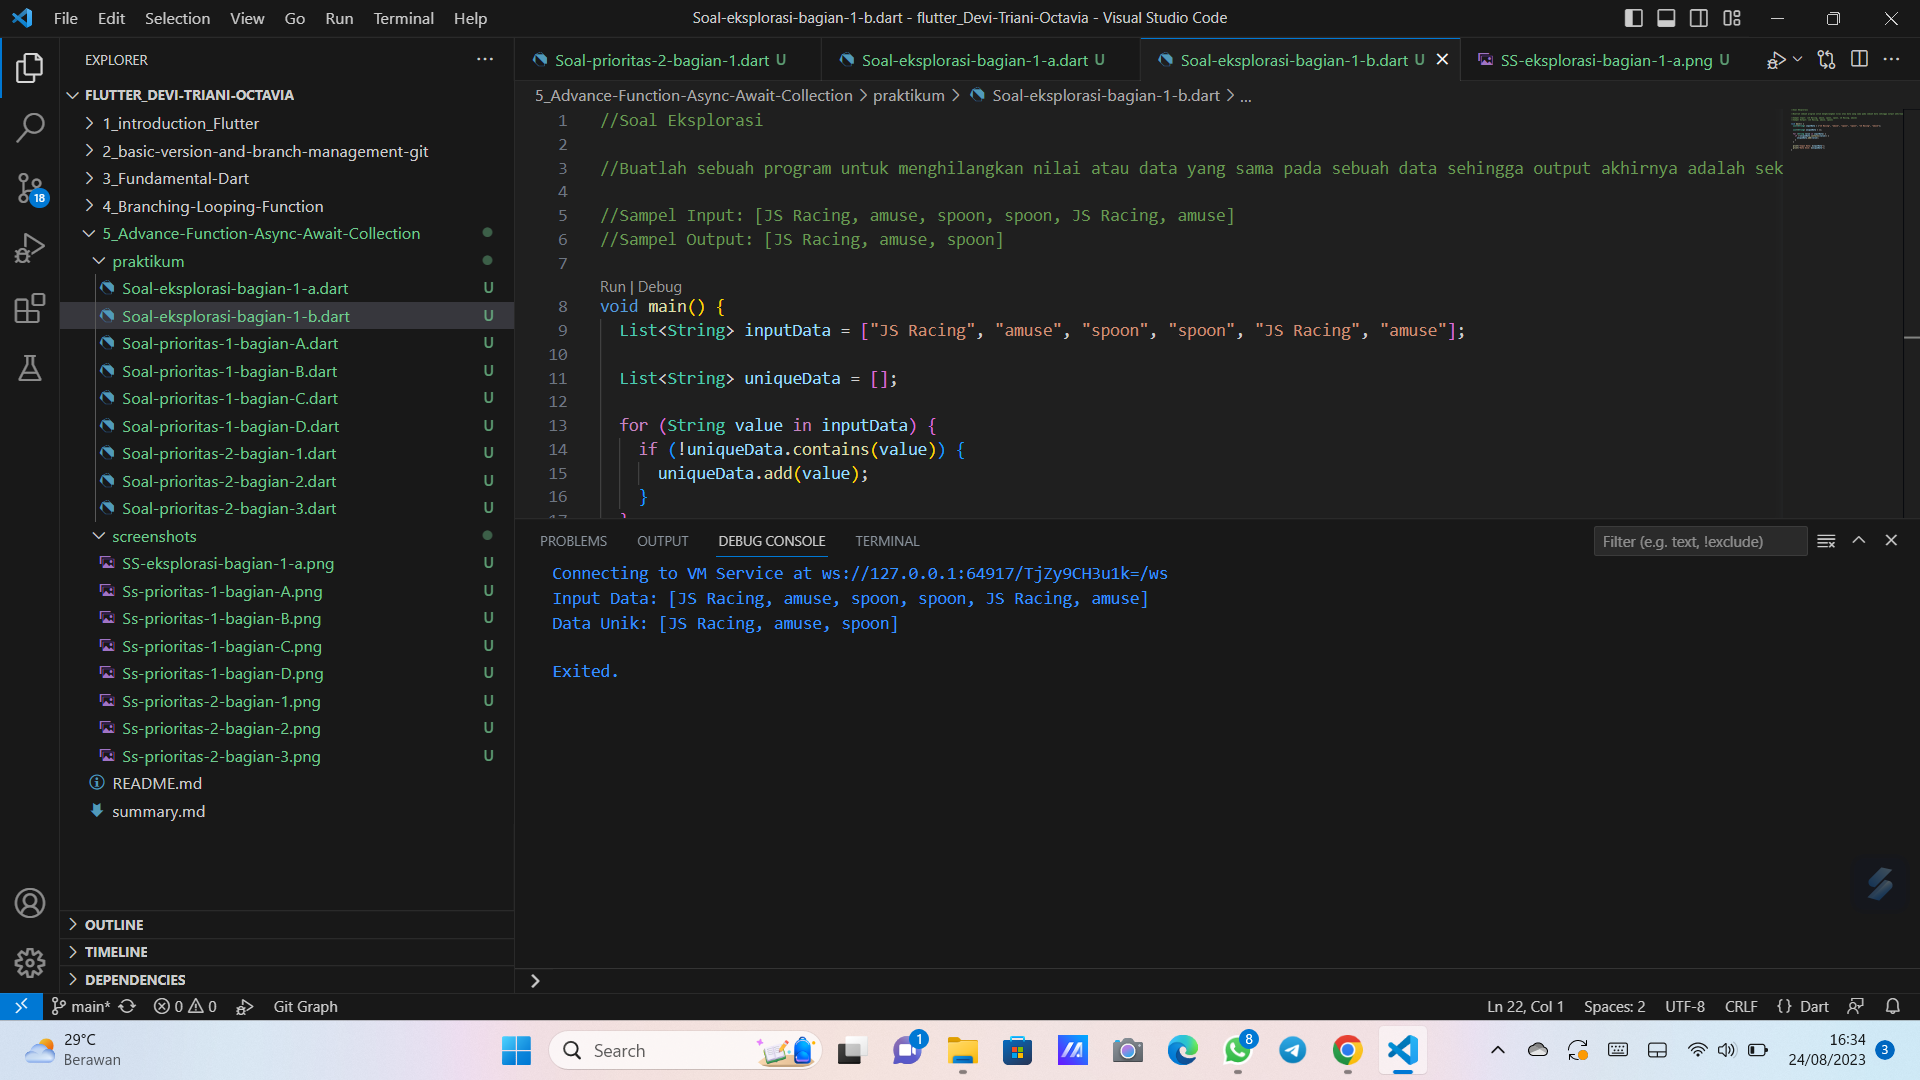 File Edit Selection View Go Run Terminal Help
Soal-eksplorasi-bagian-1-b.dart - flutter_Devi-Triani-Octavia - Visual Studio Code
EXPLORER
FLUTTER_DEVI-TRIANI-OCTAVIA
1_introduction_Flutter
2_basic-version-and-branch-management-git
3_Fundamental-Dart
4_Branching-Looping-Function
5_Advance-Function-Async-Await-Collection
praktikum
Soal-eksplorasi-bagian-1-a.dart U
Soal-eksplorasi-bagian-1-b.dart U
Soal-prioritas-1-bagian-A.dart U
Soal-prioritas-1-bagian-B.dart U
Soal-prioritas-1-bagian-C.dart U
Soal-prioritas-1-bagian-D.dart U
Soal-prioritas-2-bagian-1.dart U
Soal-prioritas-2-bagian-2.dart U
Soal-prioritas-2-bagian-3.dart U
screenshots
SS-eksplorasi-bagian-1-a.png U
Ss-prioritas-1-bagian-A.png U
Ss-prioritas-1-bagian-B.png U
Ss-prioritas-1-bagian-C.png U
Ss-prioritas-1-bagian-D.png U
Ss-prioritas-2-bagian-1.png U
Ss-prioritas-2-bagian-2.png U
Ss-prioritas-2-bagian-3.png U
README.md
summary.md
18
OUTLINE
TIMELINE
DEPENDENCIES
Soal-prioritas-2-bagian-1.dart U
Soal-eksplorasi-bagian-1-a.dart U
Soal-eksplorasi-bagian-1-b.dart U
SS-eksplorasi-bagian-1-a.png U
5_Advance-Function-Async-Await-Collection > praktikum > Soal-eksplorasi-bagian-1-b.dart > ...
1 //Soal Eksplorasi
2
3 //Buatlah sebuah program untuk menghilangkan nilai atau data yang sama pada sebuah data sehingga output akhirnya adalah sek
4
5 //Sampel Input: [JS Racing, amuse, spoon, spoon, JS Racing, amuse]
6 //Sampel Output: [JS Racing, amuse, spoon]
7
Run | Debug
8 void main() {
9 List<String> inputData = ["JS Racing", "amuse", "spoon", "spoon", "JS Racing", "amuse"];
10
11 List<String> uniqueData = [];
12
13 for (String value in inputData) {
14 if (!uniqueData.contains(value)) {
15 uniqueData.add(value);
16 }
17 }
PROBLEMS OUTPUT DEBUG CONSOLE TERMINAL
Filter (e.g. text, !exclude)
Connecting to VM Service at ws://127.0.0.1:64917/TjZy9CH3u1k=/ws
Input Data: [JS Racing, amuse, spoon, spoon, JS Racing, amuse]
Data Unik: [JS Racing, amuse, spoon]
Exited.
main* 0 0 Git Graph
Ln 22, Col 1 Spaces: 2 UTF-8 CRLF {} Dart
29°C
Berawan
Search
1
8
16:34
24/08/2023
3